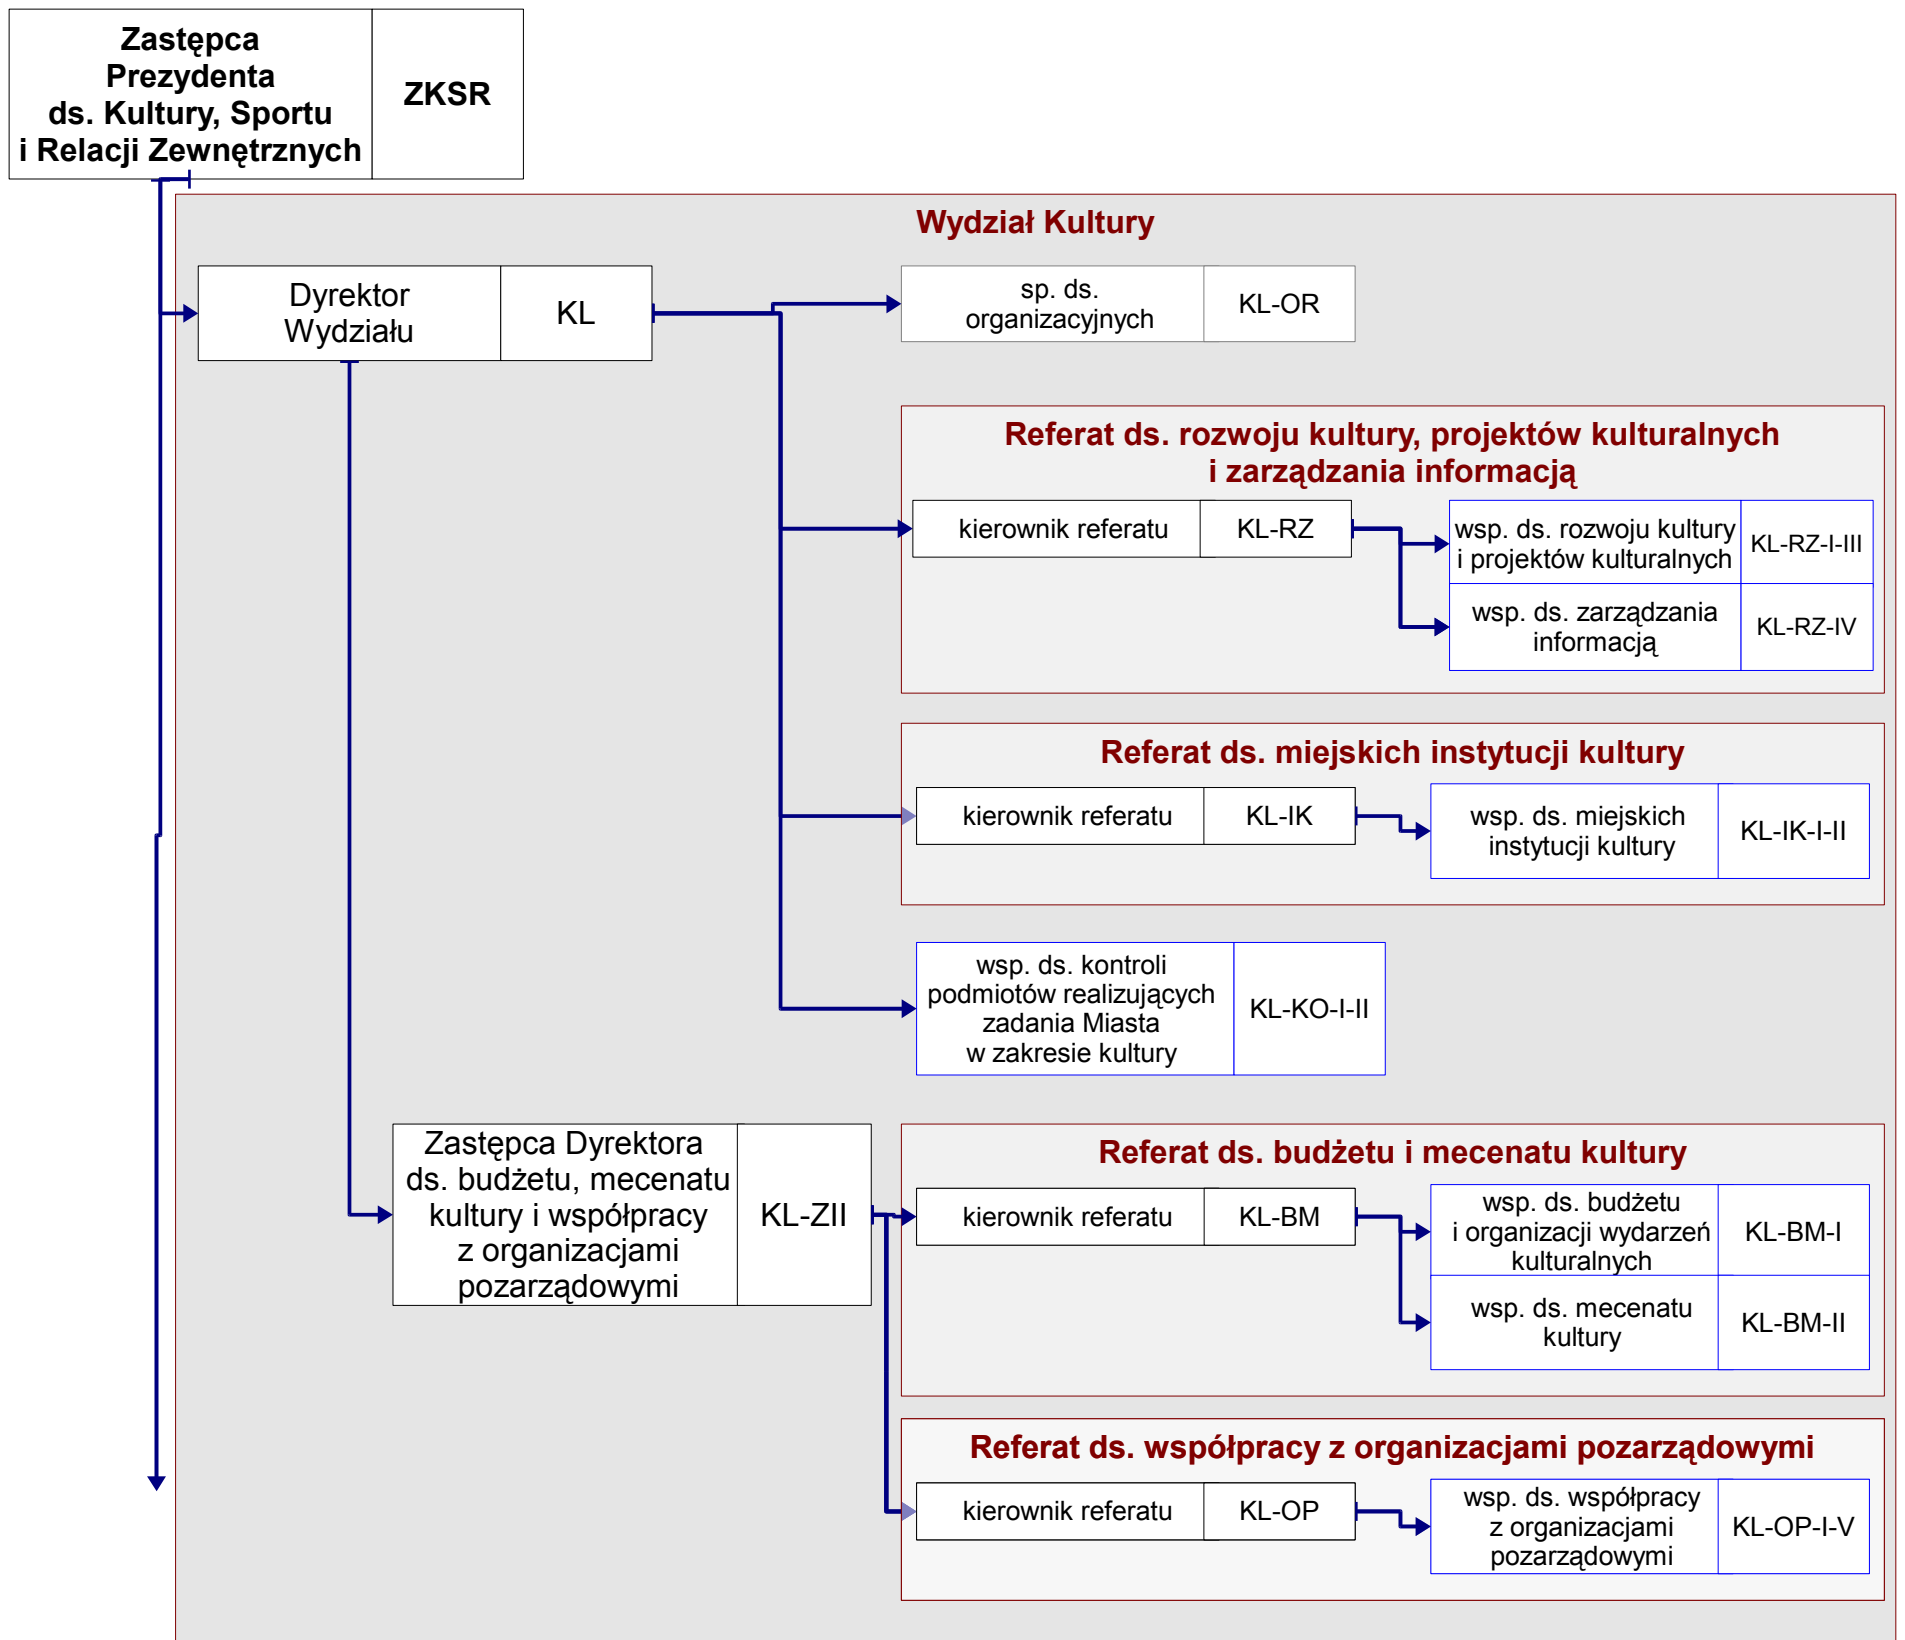 Zastępca
Prezydenta
ds. Kultury, Sportu
i Relacji Zewnętrznych
ZKSR
Wydział Kultury
Dyrektor
Wydziału
KL
sp. ds.
organizacyjnych
KL-OR
Referat ds. rozwoju kultury, projektów kulturalnych
i zarządzania informacją
kierownik referatu
KL-RZ
wsp. ds. rozwoju kultury
i projektów kulturalnych
KL-RZ-I-III
wsp. ds. zarządzania
informacją
KL-RZ-IV
Referat ds. miejskich instytucji kultury
kierownik referatu
KL-IK
wsp. ds. miejskich
instytucji kultury
KL-IK-I-II
wsp. ds. kontroli
podmiotów realizujących
zadania Miasta
w zakresie kultury
KL-KO-I-II
Zastępca Dyrektora
ds. budżetu, mecenatu
kultury i współpracy
z organizacjami
pozarządowymi
KL-ZII
Referat ds. budżetu i mecenatu kultury
kierownik referatu
KL-BM
wsp. ds. budżetu
i organizacji wydarzeń
kulturalnych
KL-BM-I
wsp. ds. mecenatu
kultury
KL-BM-II
Referat ds. współpracy z organizacjami pozarządowymi
kierownik referatu
KL-OP
wsp. ds. współpracy
z organizacjami
pozarządowymi
KL-OP-I-V